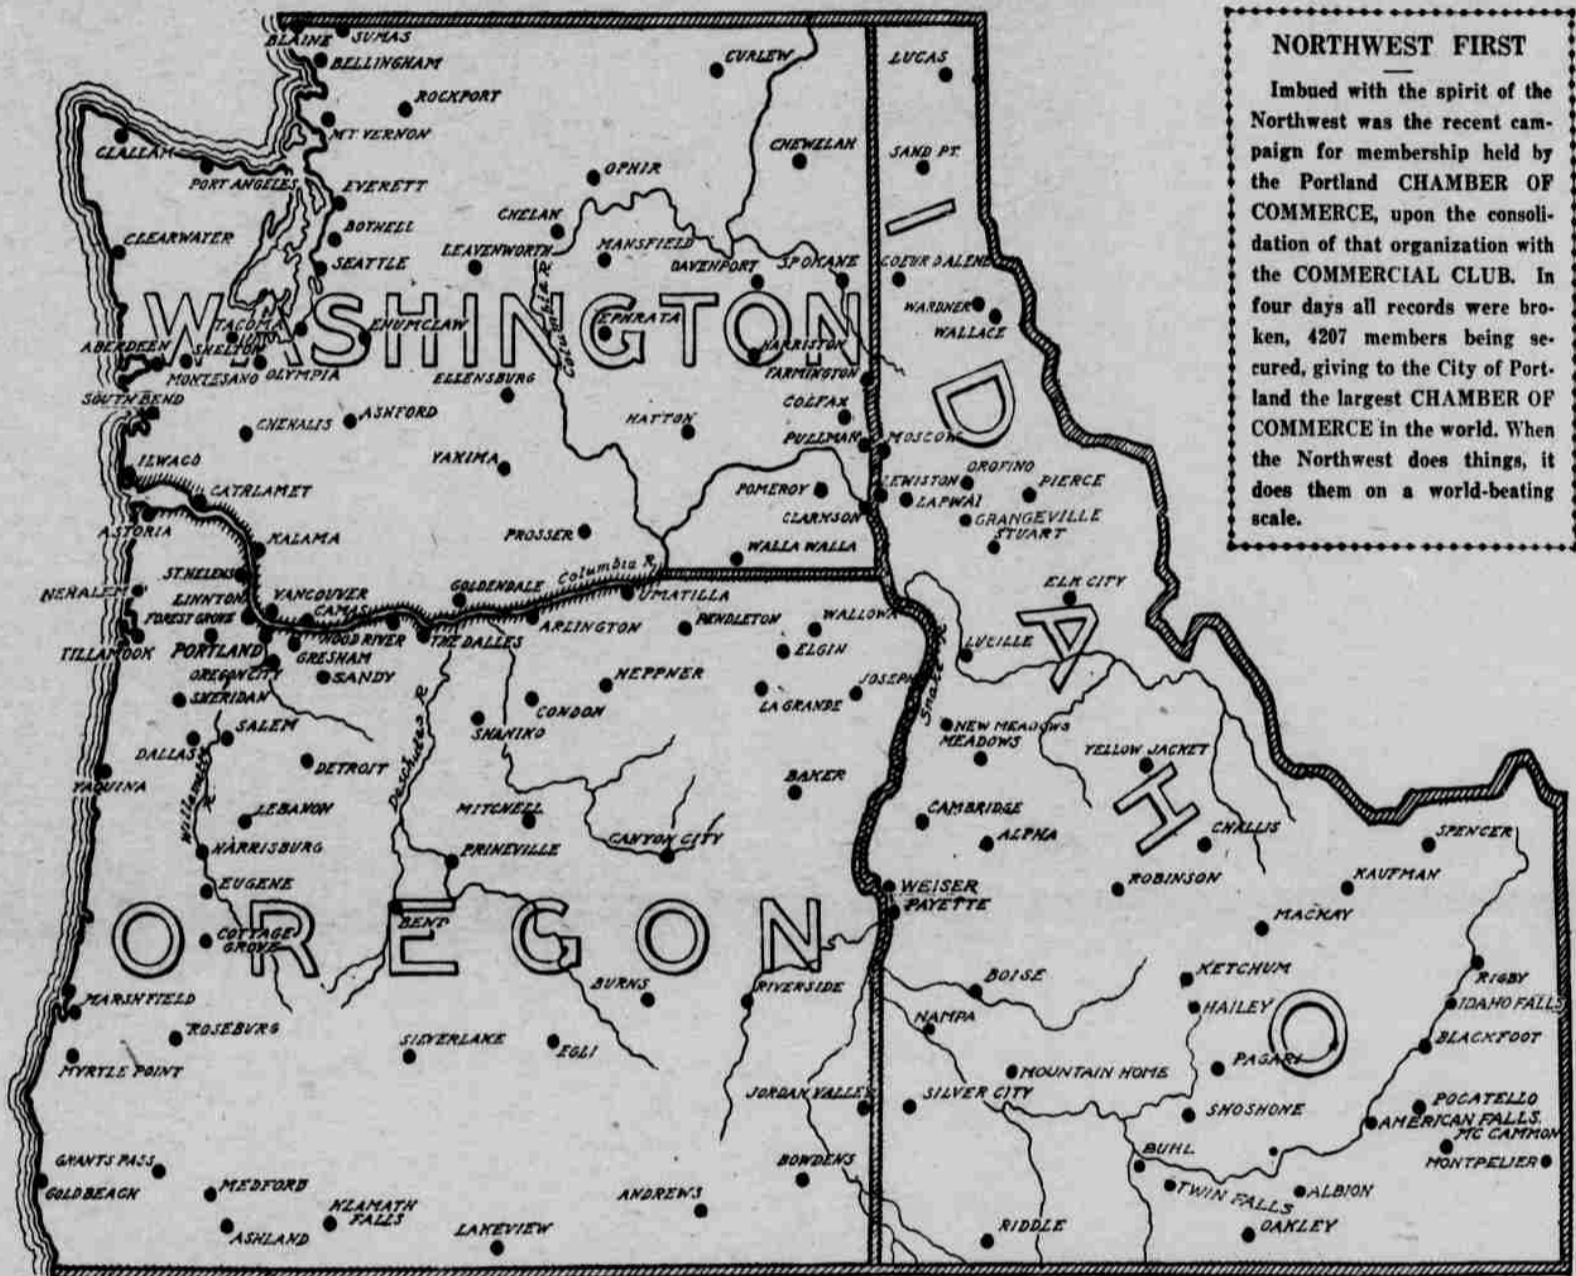 NORTHWEST FIRST
Imbued with the spirit of the
Northwest was the recent cam-
paign for membership held by
the Portland CHAMBER OF
COMMERCE, upon the consoli-
dation of that organization with
the COMMERCIAL CLUB. In
four days all records were bro-
ken, 4207 members being se-
cured, giving to the City of Port-
land the largest CHAMBER OF
COMMERCE in the world. When
the Northwest does things, it
does them on a world-beating
scale.
WASHINGTON
BLAINE
SUMAS
BELLINGHAM
ROCKPORT
MT VERNON
CURLEW
CLALLAM
PORT ANGELES
OPHIR
CHEWELAH
EVERETT
BOTHELL
CHELAN
CLEARWATER
SEATTLE
LEAVENWORTH
MANSFIELD
DAVENPORT
SPOKANE
Columbia R.
TACOMA
ENUMCLAW
EPHRATA
ABERDEEN
SHELTON
HARRISTON
MONTESANO
OLYMPIA
ELLENSBURG
FARMINGTON
SOUTH BEND
CHEHALIS
ASHFORD
HATTON
COLFAX
PULLMAN
ILWACO
YAKIMA
CATHLAMET
POMEROY
CLARKSON
KALAMA
PROSSER
WALLA WALLA
VANCOUVER
CAMAS
GOLDENDALE
Columbia R.
OREGON
ASTORIA
ST. HELENS
NEHALEM
LINNTON
UMATILLA
FOREST GROVE
HOOD RIVER
THE DALLES
ARLINGTON
PENDLETON
WALLOWA
TILLAMOOK
PORTLAND
GRESHAM
ELGIN
OREGON CITY
SANDY
HEPPNER
JOSEPH
SHERIDAN
CONDON
LA GRANDE
SALEM
SHANIKO
DALLAS
DETROIT
Deschutes R
Willamette R.
YAQUINA
BAKER
LEBANON
MITCHELL
CANYON CITY
HARRISBURG
PRINEVILLE
EUGENE
BEND
COTTAGE
GROVE
BURNS
RIVERSIDE
MARSHFIELD
ROSEBURG
SILVERLAKE
EGLI
MYRTLE POINT
JORDAN VALLEY
GRANTS PASS
GOLDBEACH
MEDFORD
KLAMATH
FALLS
ANDREWS
BOWDENS
ASHLAND
LAKEVIEW
IDAHO
LUCAS
SAND PT.
COEUR D'ALENE
WARDNER
WALLACE
MOSCOW
OROFINO
LEWISTON
LAPWAI
PIERCE
GRANGEVILLE
STUART
ELK CITY
LUCILLE
Snake R.
NEW MEADOWS
MEADOWS
YELLOW JACKET
CAMBRIDGE
ALPHA
CHALLIS
SPENCER
WEISER
PAYETTE
ROBINSON
KAUFMAN
MACKAY
BOISE
KETCHUM
RIGBY
HAILEY
IDAHO FALLS
NAMPA
BLACKFOOT
MOUNTAIN HOME
PAGARI
SILVER CITY
SHOSHONE
POCATELLO
AMERICAN FALLS.
MC CAMMON
BUHL
MONTPELIER
TWIN FALLS
ALBION
RIDDLE
OAKLEY